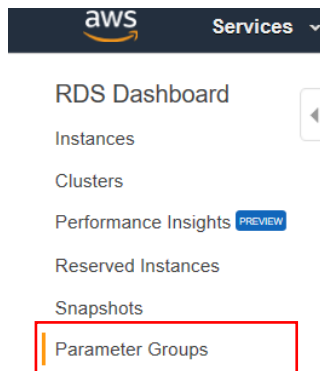 aws
Services
RDS Dashboard
Instances
Clusters
Performance Insights PREVIEW
Reserved Instances
Snapshots
Parameter Groups